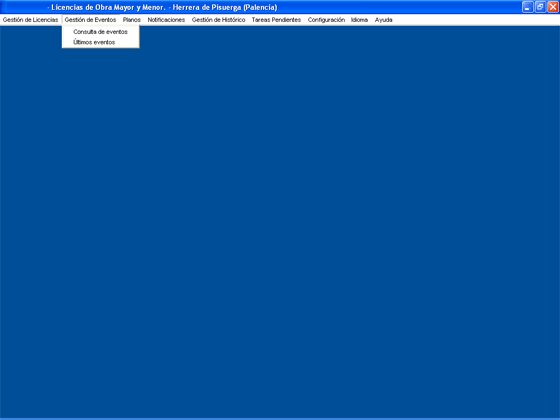 - Licencias de Obra Mayor y Menor. - Herrera de Pisuerga (Palencia)
Gestión de Licencias Gestión de Eventos Planos Notificaciones Gestión de Histórico Tareas Pendientes Configuración Idioma Ayuda
Consulta de eventos
Últimos eventos